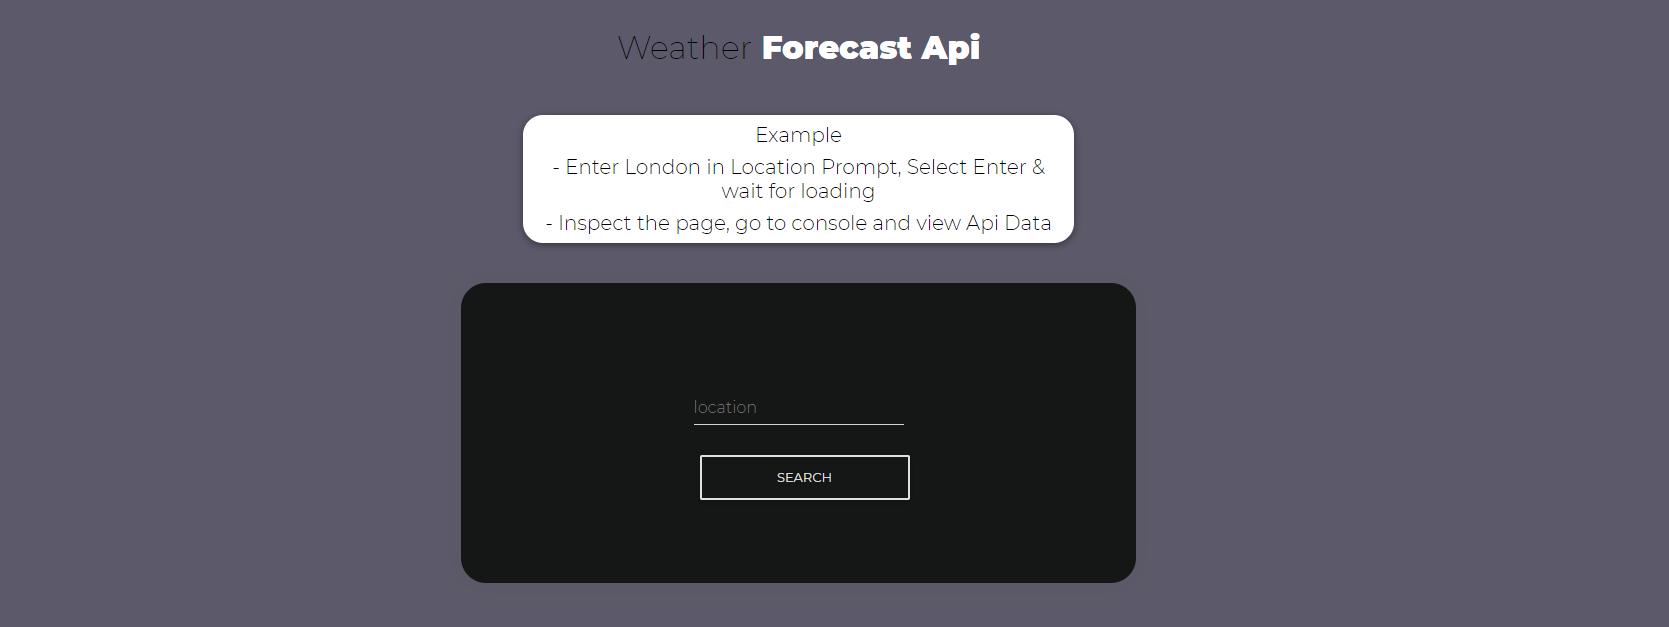 Weather Forecast Api
Example
- Enter London in Location Prompt, Select Enter &
wait for loading
- Inspect the page, go to console and view Api Data
location
SEARCH